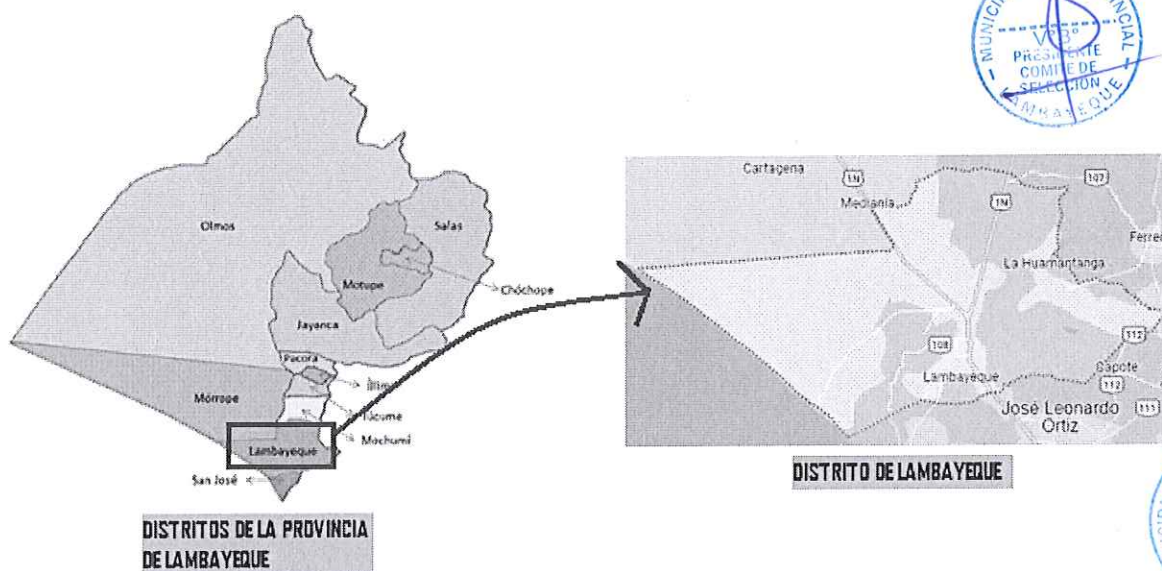 Olmos
Salas
Motupe
Chóchope
Jayanca
Pacora
Túcume
Mórrope
Mochumí
Lambayeque
San José
DISTRITOS DE LA PROVINCIA
DE LAMBAYEQUE
V°B°
PRESIDENTE
COMITE DE
SELECCIÓN
LAMBAYEQUE
Cartagena
1N
107
Medianía
1N
Ferre
La Huamantanga
108
112
Lambayeque
Capote
112
José Leonardo
111
Ortiz
DISTRITO DE LAMBAYEQUE